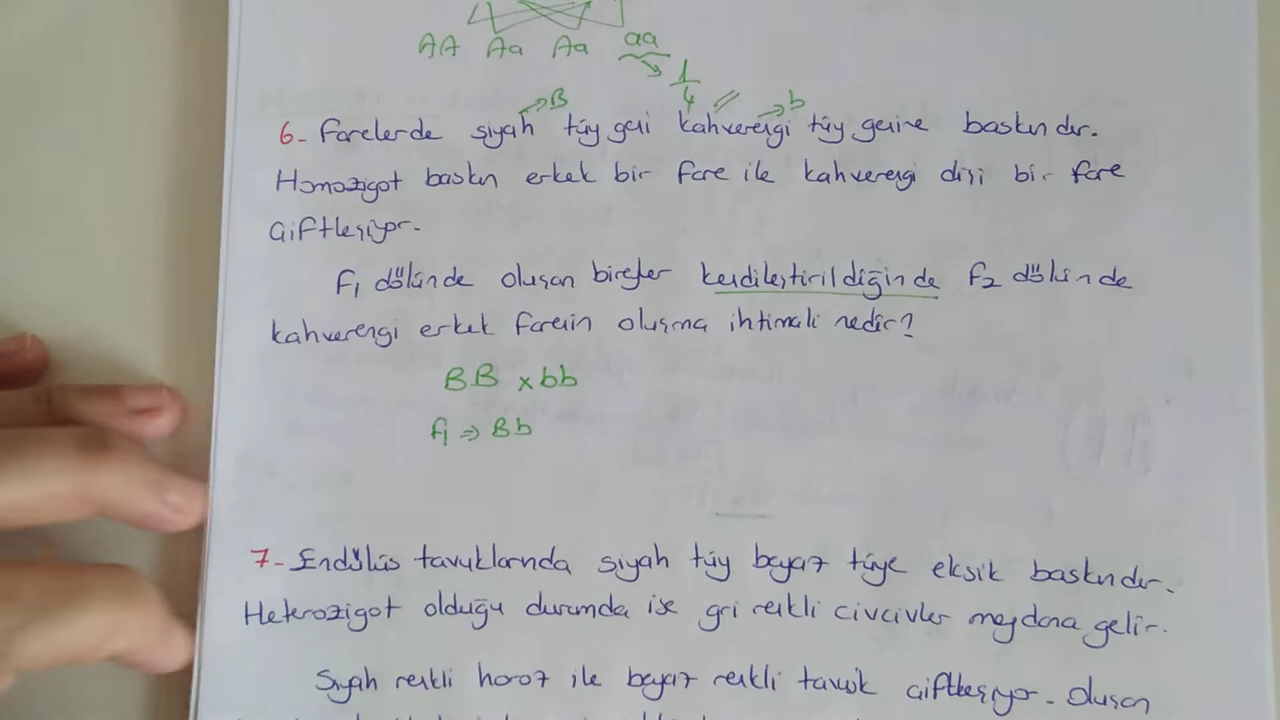 AA Aa Aa aa
1/4
B b
6- Farelerde siyah tüy geni kahverengi tüy genine baskındır.
Homozigot baskın erkek bir fare ile kahverengi dişi bir fare
çiftleşiyor.
F1 dölünde oluşan bireyler kendileştirildiğinde F2 dölünde
kahverengi erkek farenin oluşma ihtimali nedir?
BB x bb
F1 ⇒ Bb
7- Endülüs tavuklarında siyah tüy beyaz tüye eksik baskındır.
Heterozigot olduğu durumda ise gri renkli civcivler meydana gelir.
Siyah renkli horoz ile beyaz renkli tavuk çiftleşiyor. Oluşan